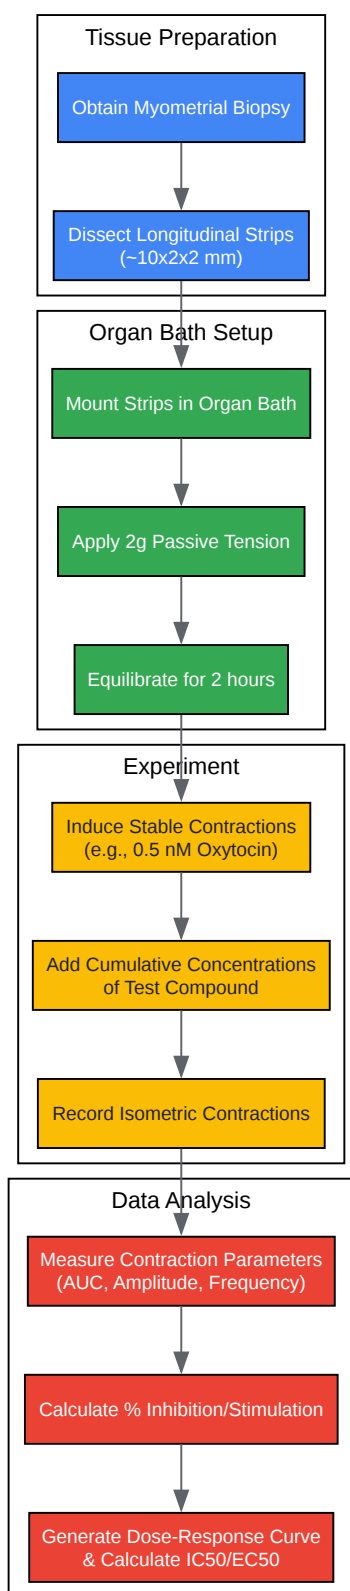 Tissue Preparation
Obtain Myometrial Biopsy
Dissect Longitudinal Strips
(~10x2x2 mm)
Organ Bath Setup
Mount Strips in Organ Bath
Apply 2g Passive Tension
Equilibrate for 2 hours
Experiment
Induce Stable Contractions
(e.g., 0.5 nM Oxytocin)
Add Cumulative Concentrations
of Test Compound
Record Isometric Contractions
Data Analysis
Measure Contraction Parameters
(AUC, Amplitude, Frequency)
Calculate % Inhibition/Stimulation
Generate Dose-Response Curve
& Calculate IC50/EC50